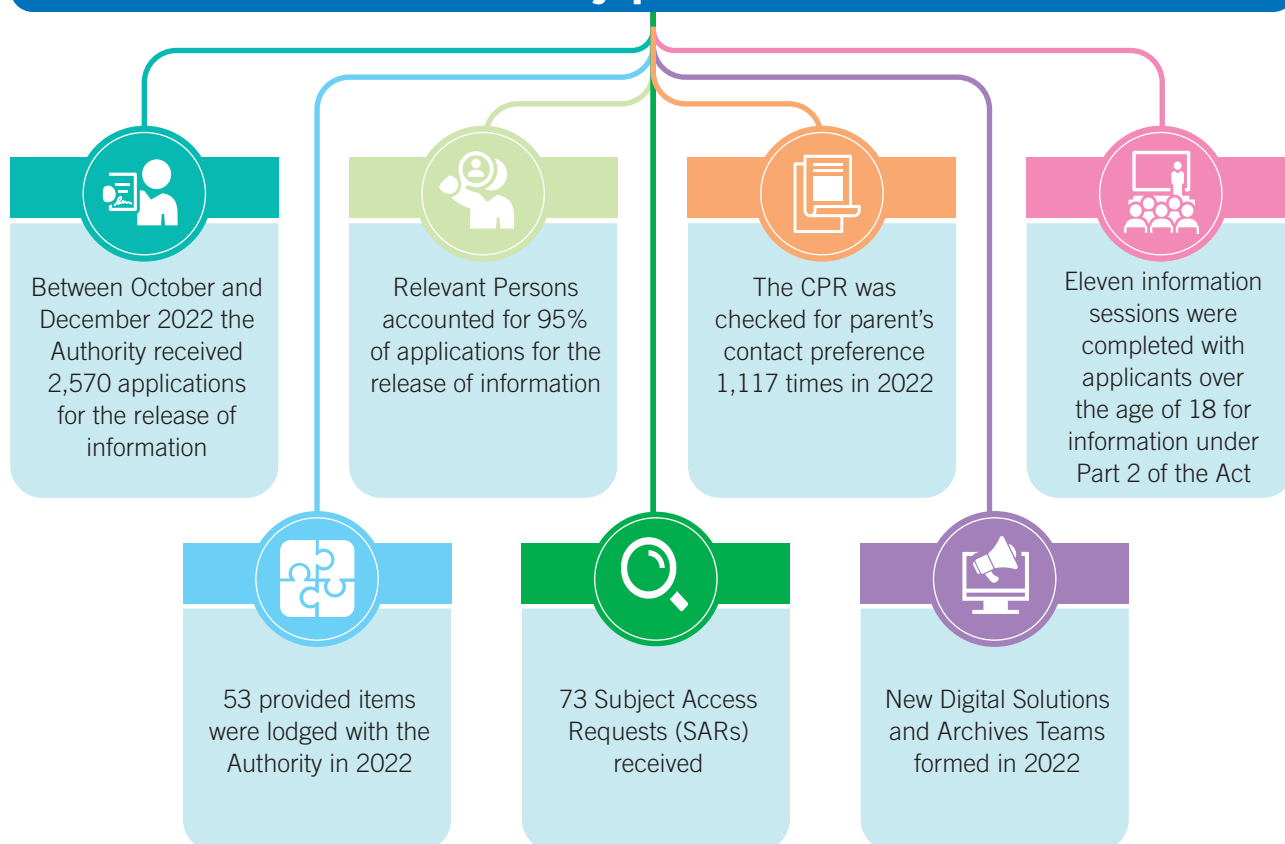 Between October and
December 2022 the
Authority received
2,570 applications
for the release of
information
Relevant Persons
accounted for 95%
of applications for the
release of information
The CPR was
checked for parent's
contact preference
1,117 times in 2022
Eleven information
sessions were
completed with
applicants over
the age of 18 for
information under
Part 2 of the Act
53 provided items
were lodged with the
Authority in 2022
73 Subject Access
Requests (SARs)
received
New Digital Solutions
and Archives Teams
formed in 2022